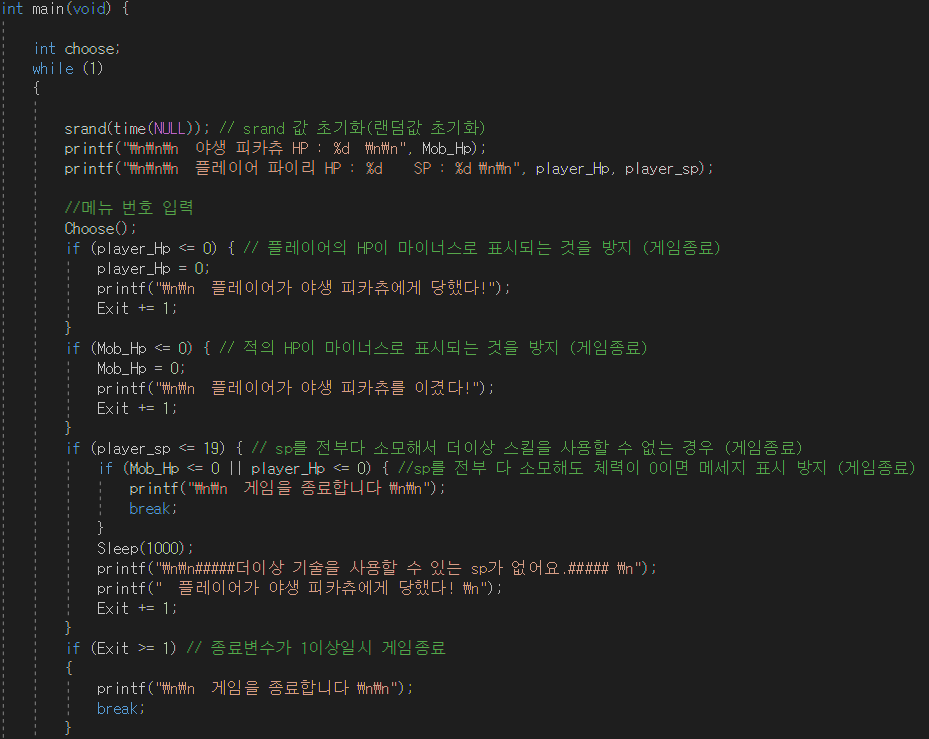 int main(void) {
int choose;
while (1)
{
srand(time(NULL)); // srand 값 초기화(랜덤값 초기화)
printf("₩n₩n₩n  야생 피카츄 HP : %d  ₩n₩n", Mob_Hp);
printf("₩n₩n₩n  플레이어 파이리 HP : %d    SP : %d ₩n₩n", player_Hp, player_sp);
//메뉴 번호 입력
Choose();
if (player_Hp <= 0) { // 플레이어의 HP이 마이너스로 표시되는 것을 방지 (게임종료)
player_Hp = 0;
printf("₩n₩n  플레이어가 야생 피카츄에게 당했다!");
Exit += 1;
}
if (Mob_Hp <= 0) { // 적의 HP이 마이너스로 표시되는 것을 방지 (게임종료)
Mob_Hp = 0;
printf("₩n₩n  플레이어가 야생 피카츄를 이겼다!");
Exit += 1;
}
if (player_sp <= 19) { // sp를 전부다 소모해서 더이상 스킬을 사용할 수 없는 경우 (게임종료)
if (Mob_Hp <= 0 || player_Hp <= 0) { //sp를 전부 다 소모해도 체력이 0이면 메세지 표시 방지 (게임종료)
printf("₩n₩n  게임을 종료합니다 ₩n₩n");
break;
}
Sleep(1000);
printf("₩n₩n#####더이상 기술을 사용할 수 있는 sp가 없어요.##### ₩n");
printf("  플레이어가 야생 피카츄에게 당했다! ₩n");
Exit += 1;
}
if (Exit >= 1) // 종료변수가 1이상일시 게임종료
{
printf("₩n₩n  게임을 종료합니다 ₩n₩n");
break;
}